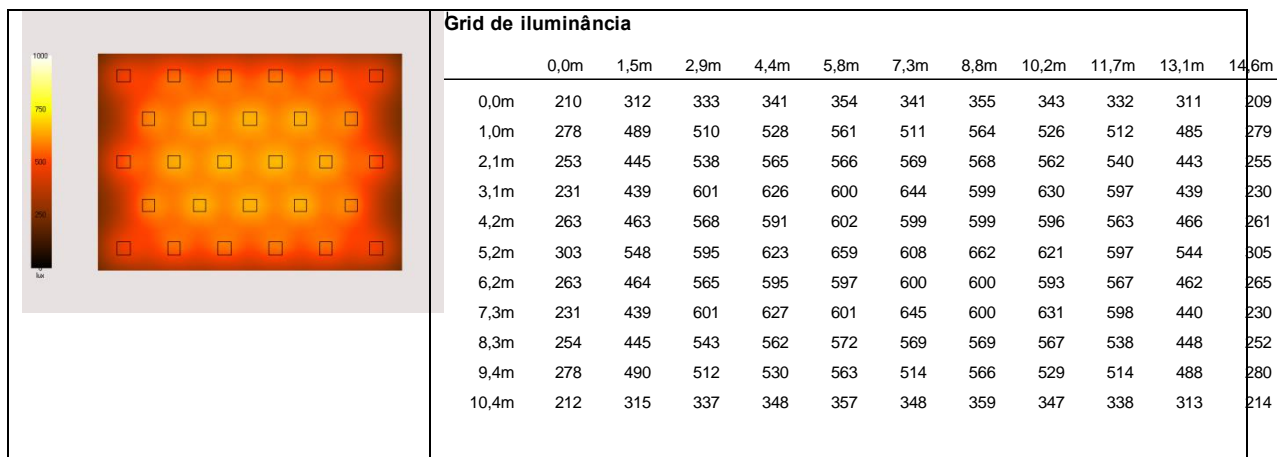 Grid de iluminância
1000
750
500
250
0
lux
0,0m 1,5m 2,9m 4,4m 5,8m 7,3m 8,8m 10,2m 11,7m 13,1m 14,6m
0,0m 210 312 333 341 354 341 355 343 332 311 209
1,0m 278 489 510 528 561 511 564 526 512 485 279
2,1m 253 445 538 565 566 569 568 562 540 443 255
3,1m 231 439 601 626 600 644 599 630 597 439 230
4,2m 263 463 568 591 602 599 599 596 563 466 261
5,2m 303 548 595 623 659 608 662 621 597 544 305
6,2m 263 464 565 595 597 600 600 593 567 462 265
7,3m 231 439 601 627 601 645 600 631 598 440 230
8,3m 254 445 543 562 572 569 569 567 538 448 252
9,4m 278 490 512 530 563 514 566 529 514 488 280
10,4m 212 315 337 348 357 348 359 347 338 313 214